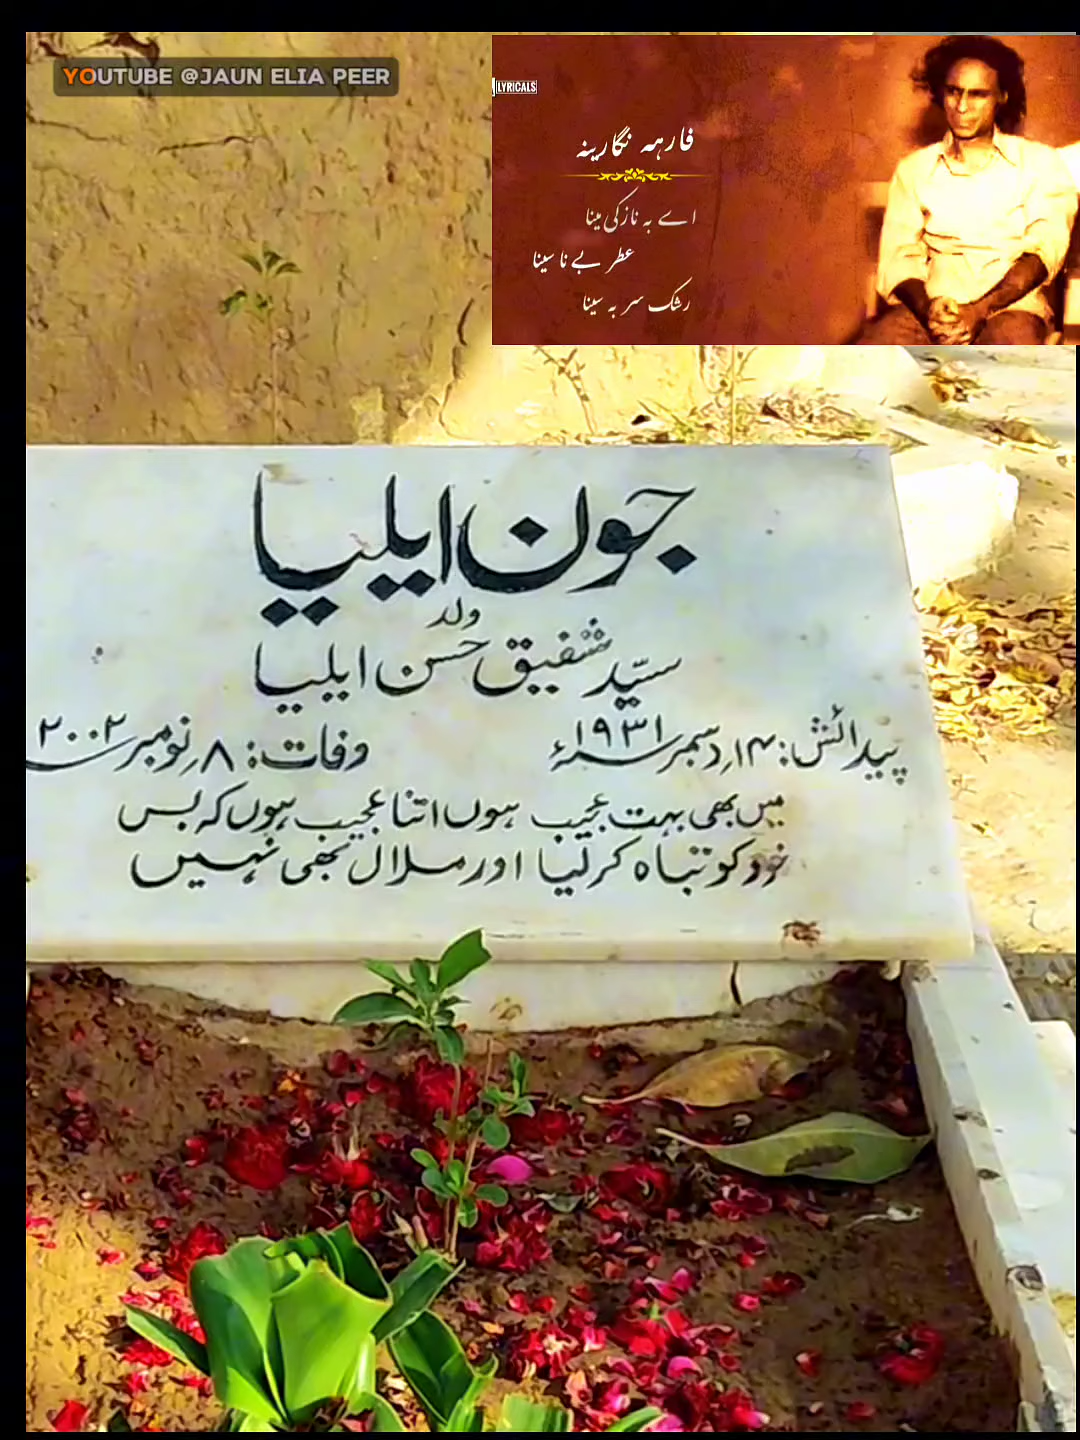 YOUTUBE @JAUN ELIA PEER
LYRICALS
فارہہ نگارینہ
اے بہ نازکی مینا
عطر بے نا سینا
رشک سر بہ سینا
جون ایلیا
ولد
سیّد شفیق حسن ایلیا
پیدائش: ۱۴؍دسمبر ۱۹۳۱ء وفات: ۸؍نومبر ۲۰۰۲
میں بھی بہت عجیب ہوں اتنا عجیب ہوں کہ بس
خود کو تباہ کر لیا اور ملال بھی نہیں